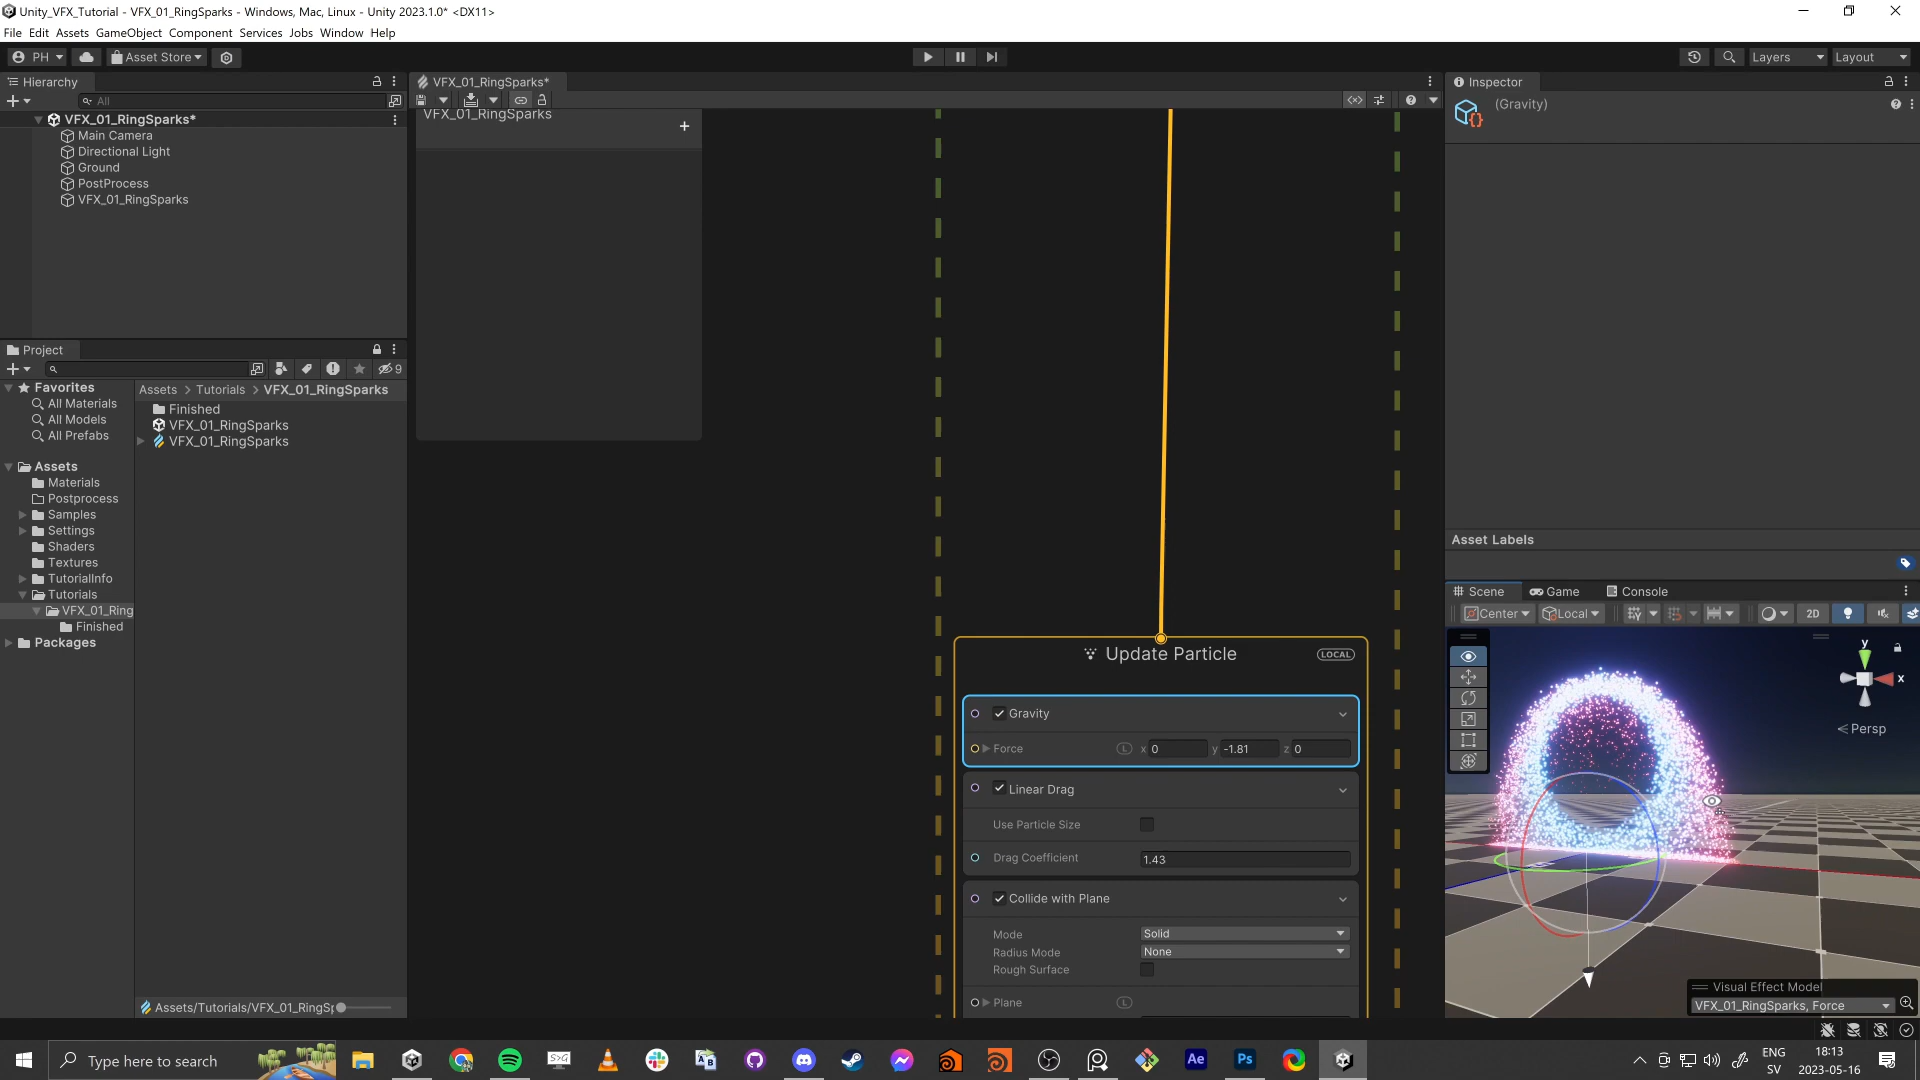 Unity_VFX_Tutorial - VFX_01_RingSparks - Windows, Mac, Linux - Unity 2023.1.0* <DX11>
File Edit Assets GameObject Component Services Jobs Window Help
PH Asset Store Layers Layout
Hierarchy
All
VFX_01_RingSparks*
Main Camera
Directional Light
Ground
PostProcess
VFX_01_RingSparks
Project
9
Favorites
All Materials
All Models
All Prefabs
Assets
Materials
Postprocess
Samples
Settings
Shaders
Textures
TutorialInfo
Tutorials
VFX_01_Ring
Finished
Packages
Assets > Tutorials > VFX_01_RingSparks
Finished
VFX_01_RingSparks
VFX_01_RingSparks
Assets/Tutorials/VFX_01_RingSp
VFX_01_RingSparks*
VFX_01_RingSparks
Update Particle LOCAL
Gravity
Force L x 0 y -1.81 z 0
Linear Drag
Use Particle Size
Drag Coefficient 1.43
Collide with Plane
Mode Solid
Radius Mode None
Rough Surface
Plane L
Inspector
(Gravity)
Asset Labels
Scene Game Console
Center Local 2D
y
x
Persp
Visual Effect Model
VFX_01_RingSparks, Force
Type here to search
Ae Ps
ENG
SV
18:13
2023-05-16